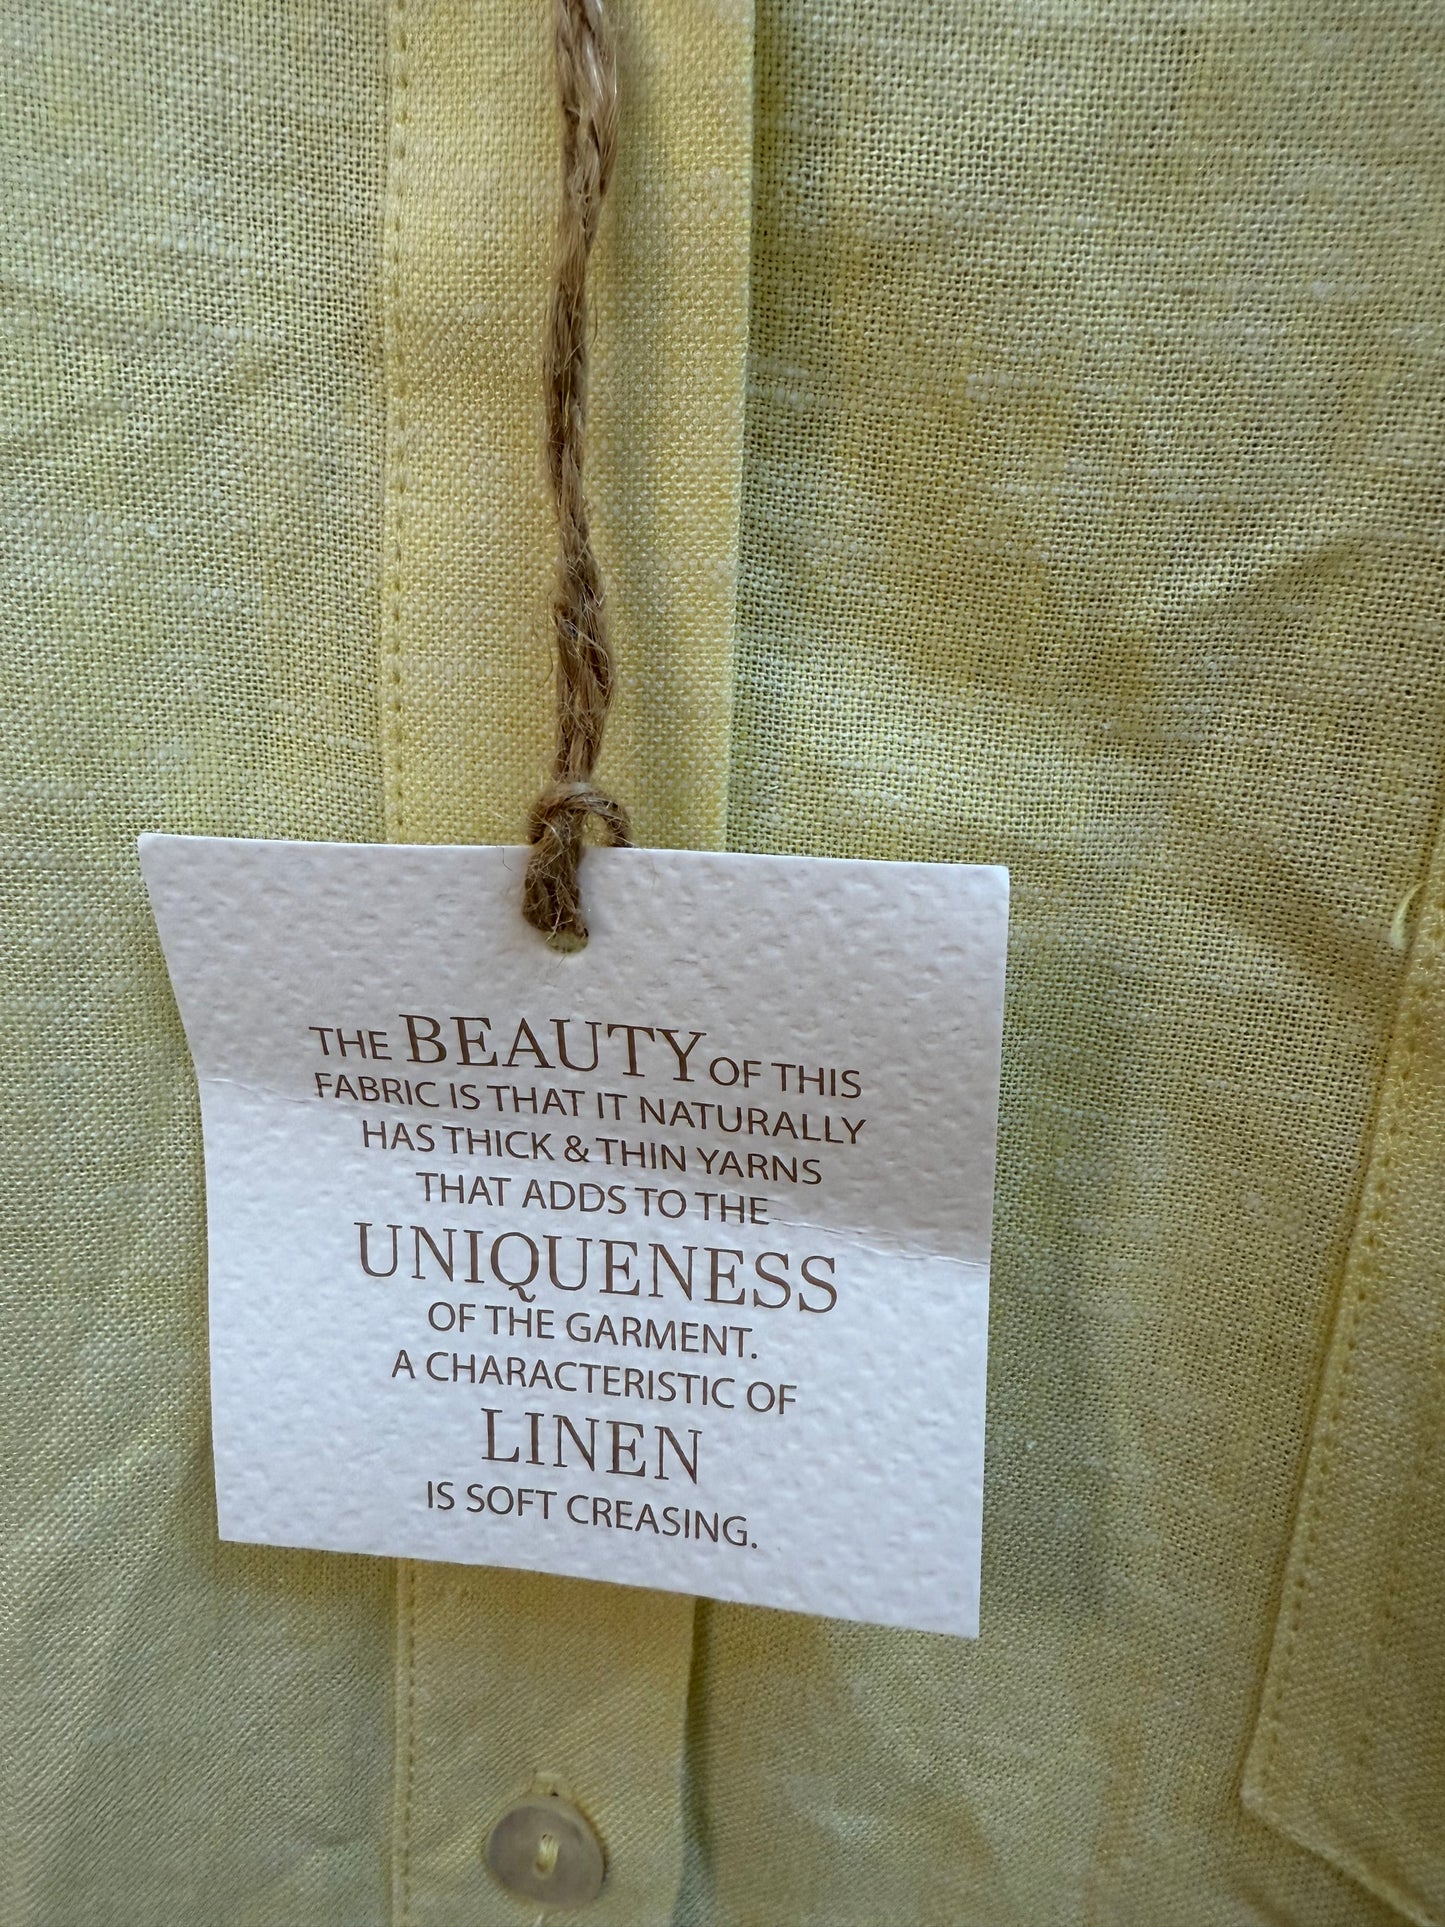 THE BEAUTY OF THIS
FABRIC IS THAT IT NATURALLY
HAS THICK & THIN YARNS
THAT ADDS TO THE
UNIQUENESS
OF THE GARMENT.
A CHARACTERISTIC OF
LINEN
IS SOFT CREASING.